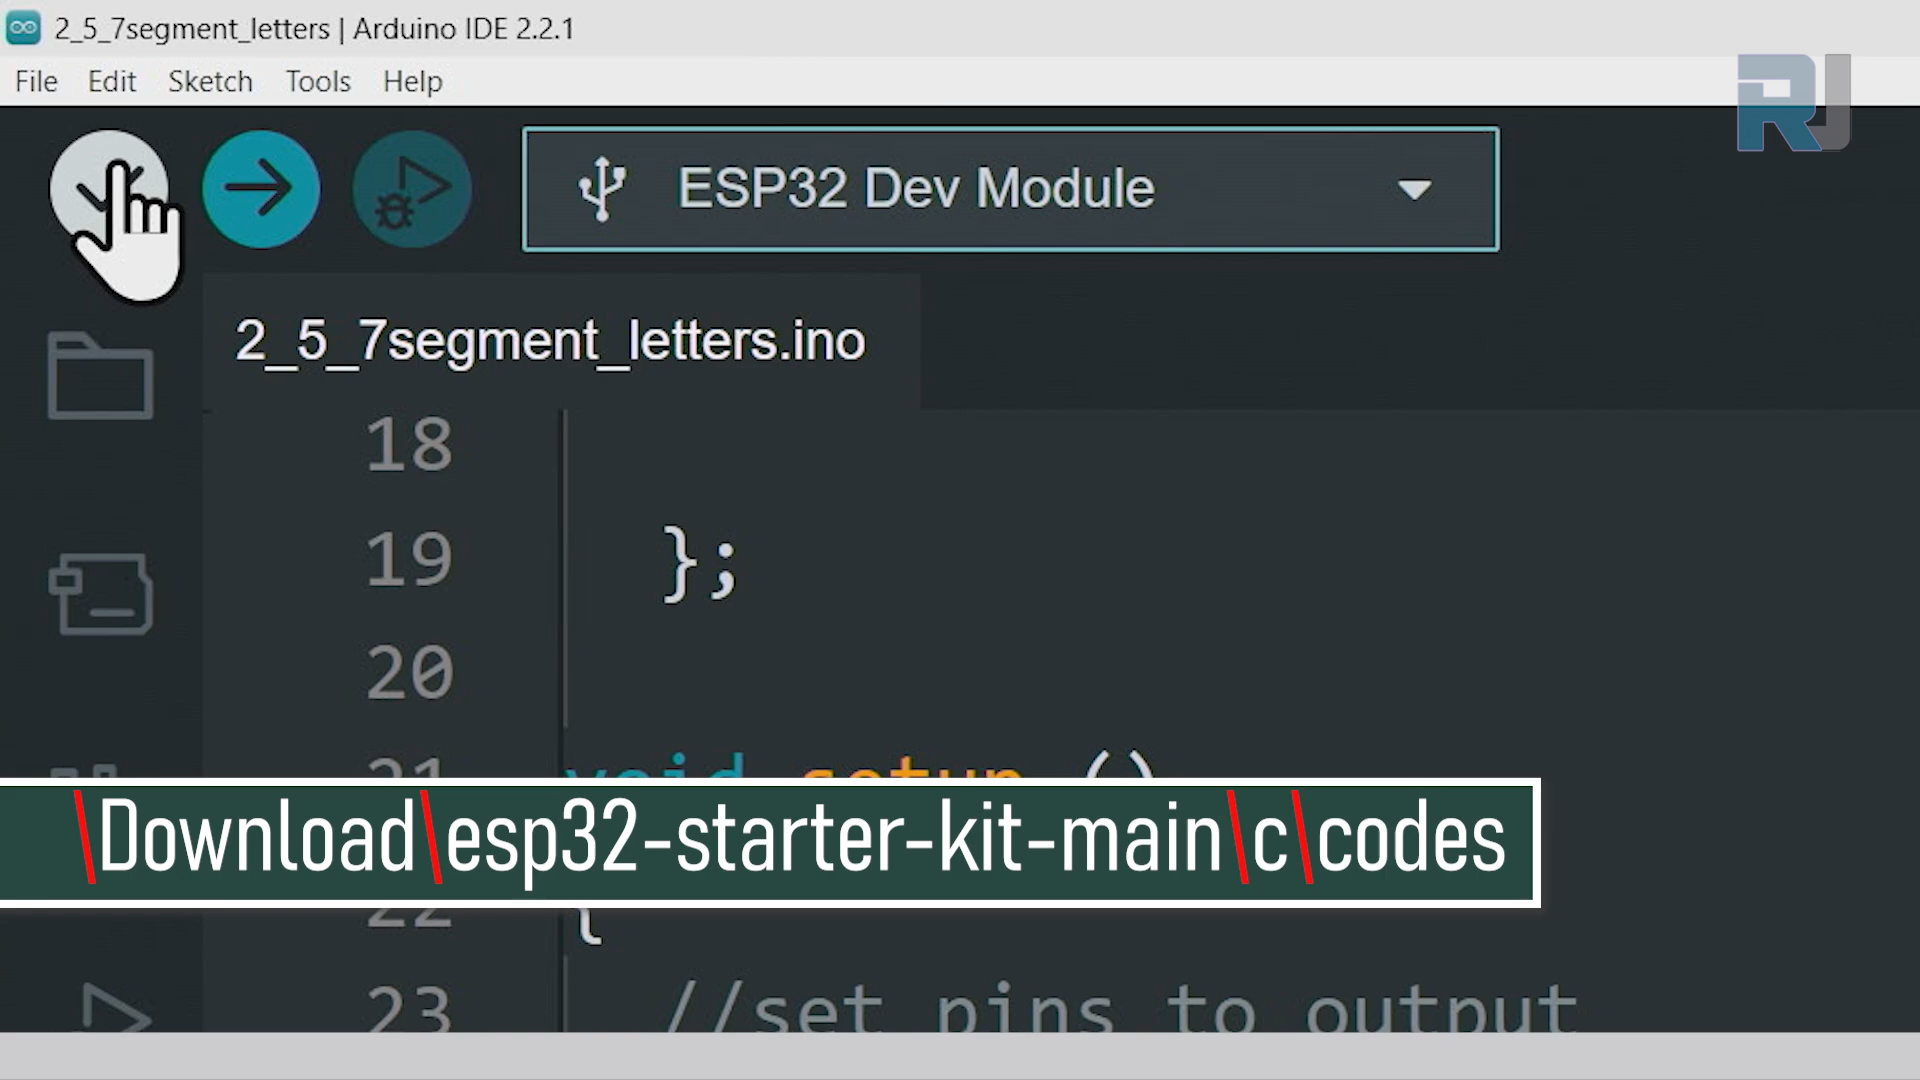 2_5_7segment_letters | Arduino IDE 2.2.1
File Edit Sketch Tools Help
RJ
ESP32 Dev Module
2_5_7segment_letters.ino
18
19 };
20
21 void setup ()
\Download\esp32-starter-kit-main\c\codes
22 {
23 //set pins to output